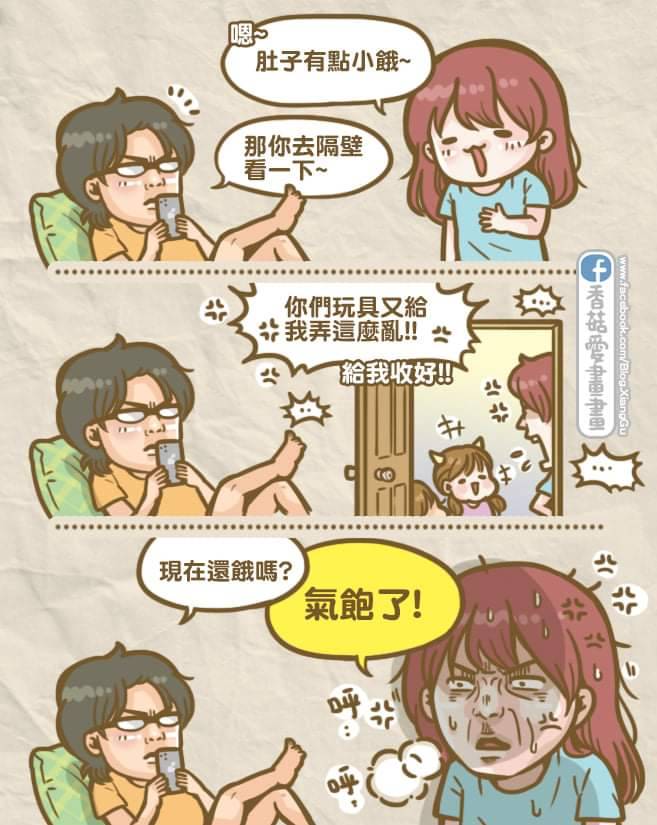 嗯~
肚子有點小餓~
那你去隔壁
看一下~
你們玩具又給
我弄這麼亂!!
給我收好!!
...
...
...
f
香菇愛畫畫
www.facebook.com/Blog.XiangGu
現在還餓嗎?
氣飽了!
呼..
呼..